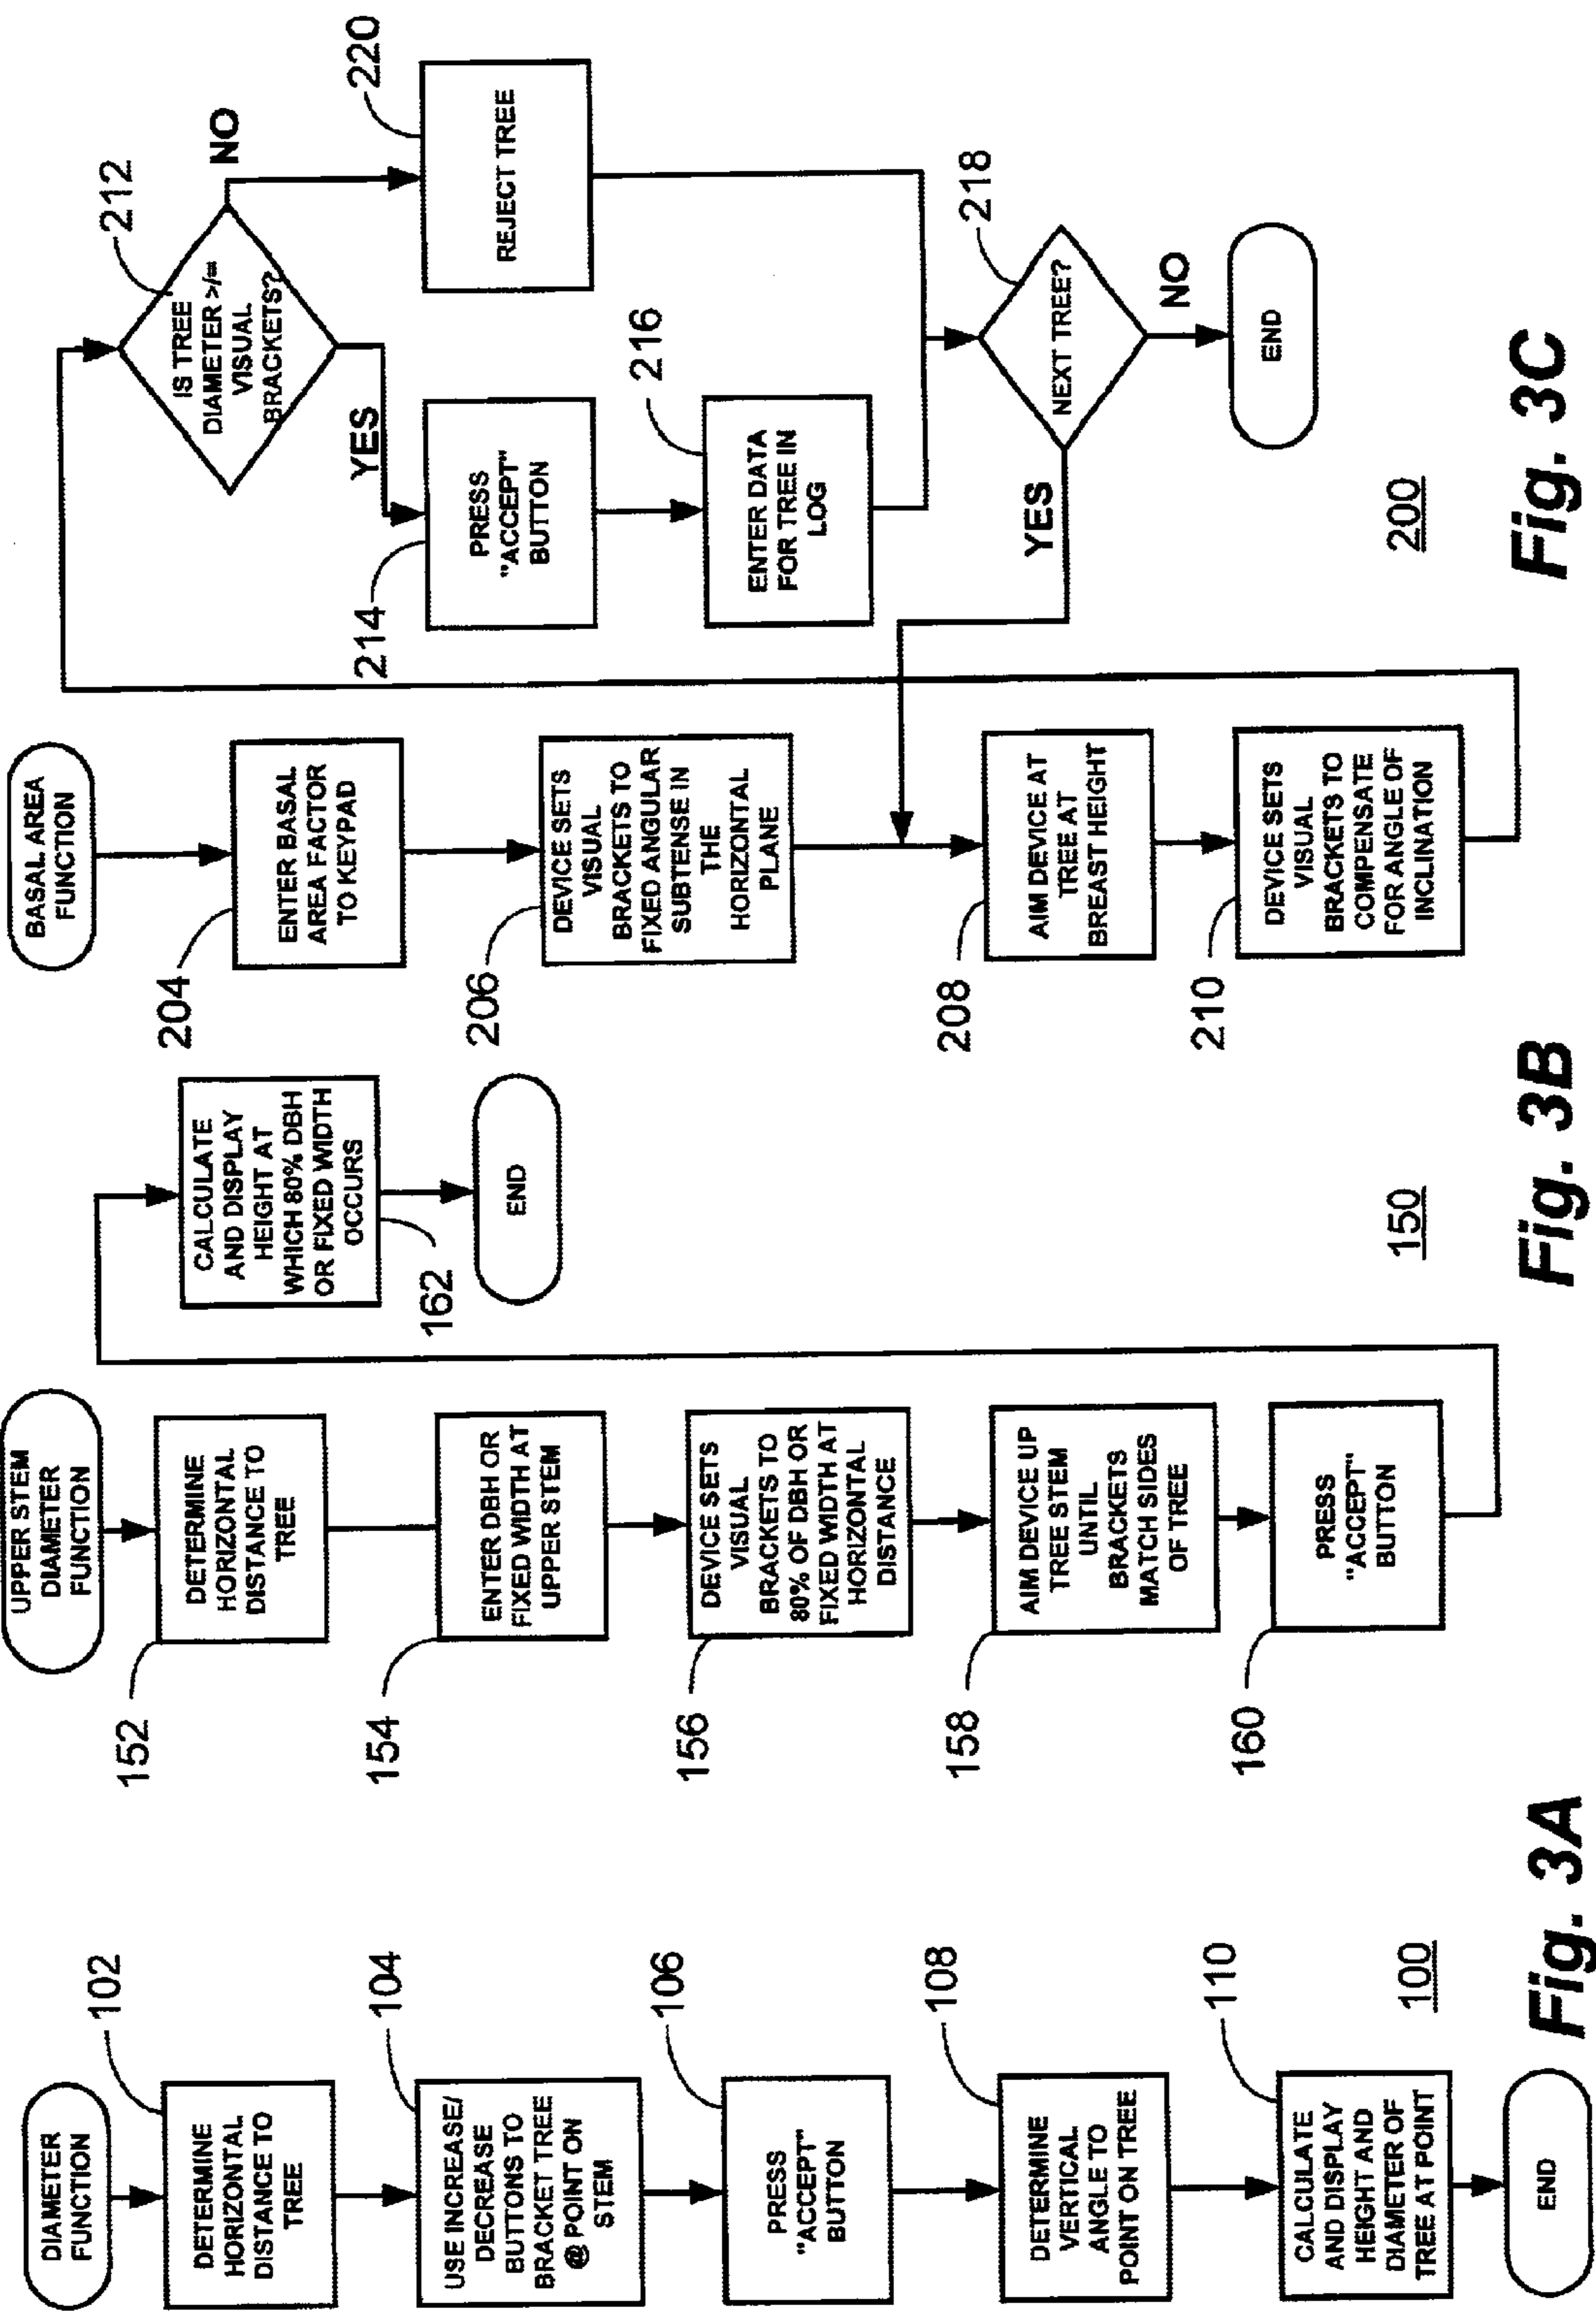 DIAMETER
FUNCTION
102
DETERMINE
HORIZONTAL
DISTANCE TO
TREE
104
USE INCREASE/
DECREASE
BUTTONS TO
BRACKET TREE
@ POINT ON
STEM
106
PRESS
"ACCEPT"
BUTTON
108
DETERMINE
VERTICAL
ANGLE TO
POINT ON TREE
110
CALCULATE
AND DISPLAY
HEIGHT AND
DIAMETER OF
TREE AT POINT
END
100
Fig. 3A
UPPER STEM
DIAMETER
FUNCTION
152
DETERMINE
HORIZONTAL
DISTANCE TO
TREE
154
ENTER DBH OR
FIXED WIDTH AT
UPPER STEM
156
DEVICE SETS
VISUAL
BRACKETS TO
80% OF DBH OR
FIXED WIDTH AT
HORIZONTAL
DISTANCE
158
AIM DEVICE UP
TREE STEM
UNTIL
BRACKETS
MATCH SIDES
OF TREE
160
PRESS
"ACCEPT"
BUTTON
CALCULATE
AND DISPLAY
HEIGHT AT
WHICH 80% DBH
OR FIXED WIDTH
OCCURS
162
END
150
Fig. 3B
BASAL AREA
FUNCTION
204
ENTER BASAL
AREA FACTOR
TO KEYPAD
206
DEVICE SETS
VISUAL
BRACKETS TO
FIXED ANGULAR
SUBTENSE IN
THE
HORIZONTAL
PLANE
208
AIM DEVICE AT
TREE AT
BREAST HEIGHT
210
DEVICE SETS
VISUAL
BRACKETS TO
COMPENSATE
FOR ANGLE OF
INCLINATION
212
IS TREE
DIAMETER >/=
VISUAL
BRACKETS?
NO
YES
214
PRESS
"ACCEPT"
BUTTON
220
REJECT TREE
216
ENTER DATA
FOR TREE IN
LOG
218
NEXT TREE?
YES
NO
END
200
Fig. 3C